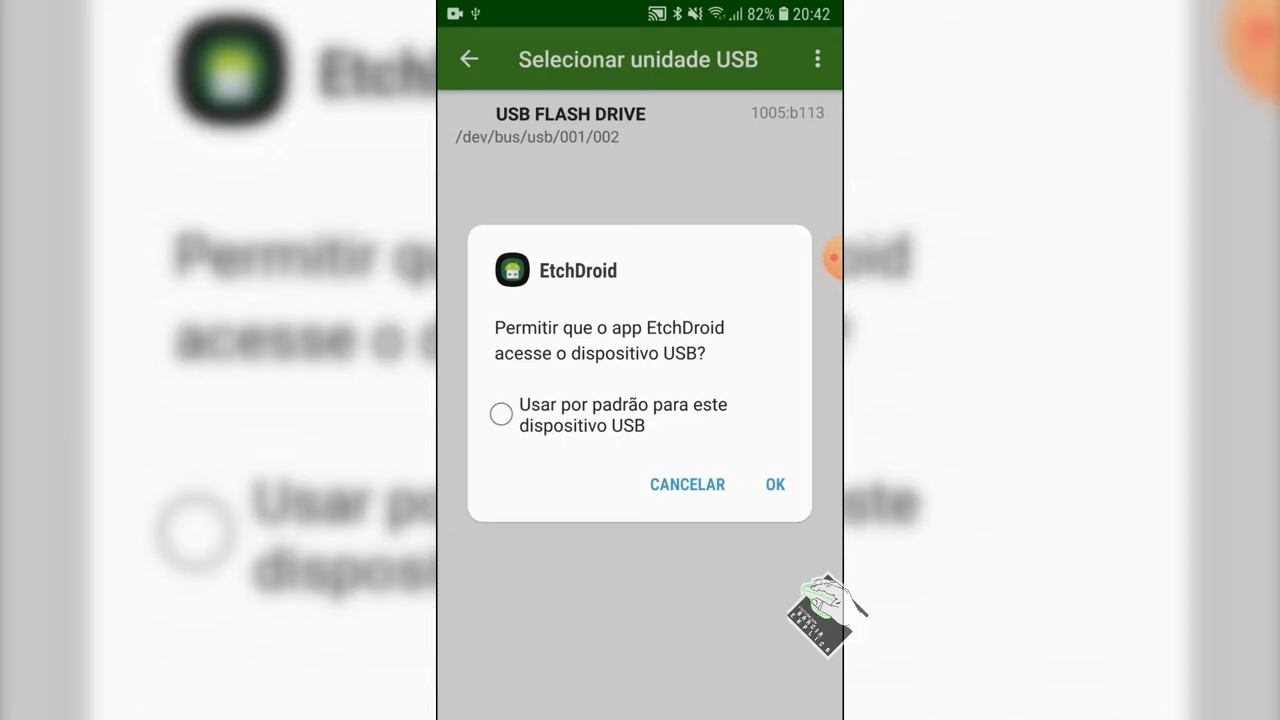 82% 20:42
Selecionar unidade USB
USB FLASH DRIVE 1005:b113
/dev/bus/usb/001/002
EtchDroid
Permitir que o app EtchDroid
acesse o dispositivo USB?
Usar por padrão para este
dispositivo USB
CANCELAR OK
EXPLICA